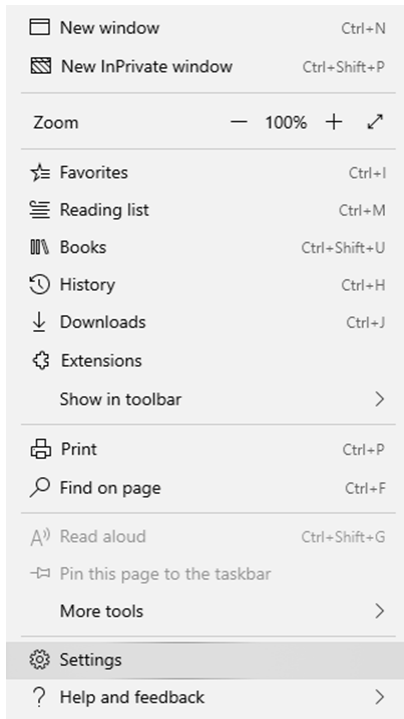 New window Ctrl+N
New InPrivate window Ctrl+Shift+P
Zoom — 100% +
Favorites Ctrl+I
Reading list Ctrl+M
Books Ctrl+Shift+U
History Ctrl+H
Downloads Ctrl+J
Extensions
Show in toolbar
Print Ctrl+P
Find on page Ctrl+F
Read aloud Ctrl+Shift+G
Pin this page to the taskbar
More tools
Settings
Help and feedback